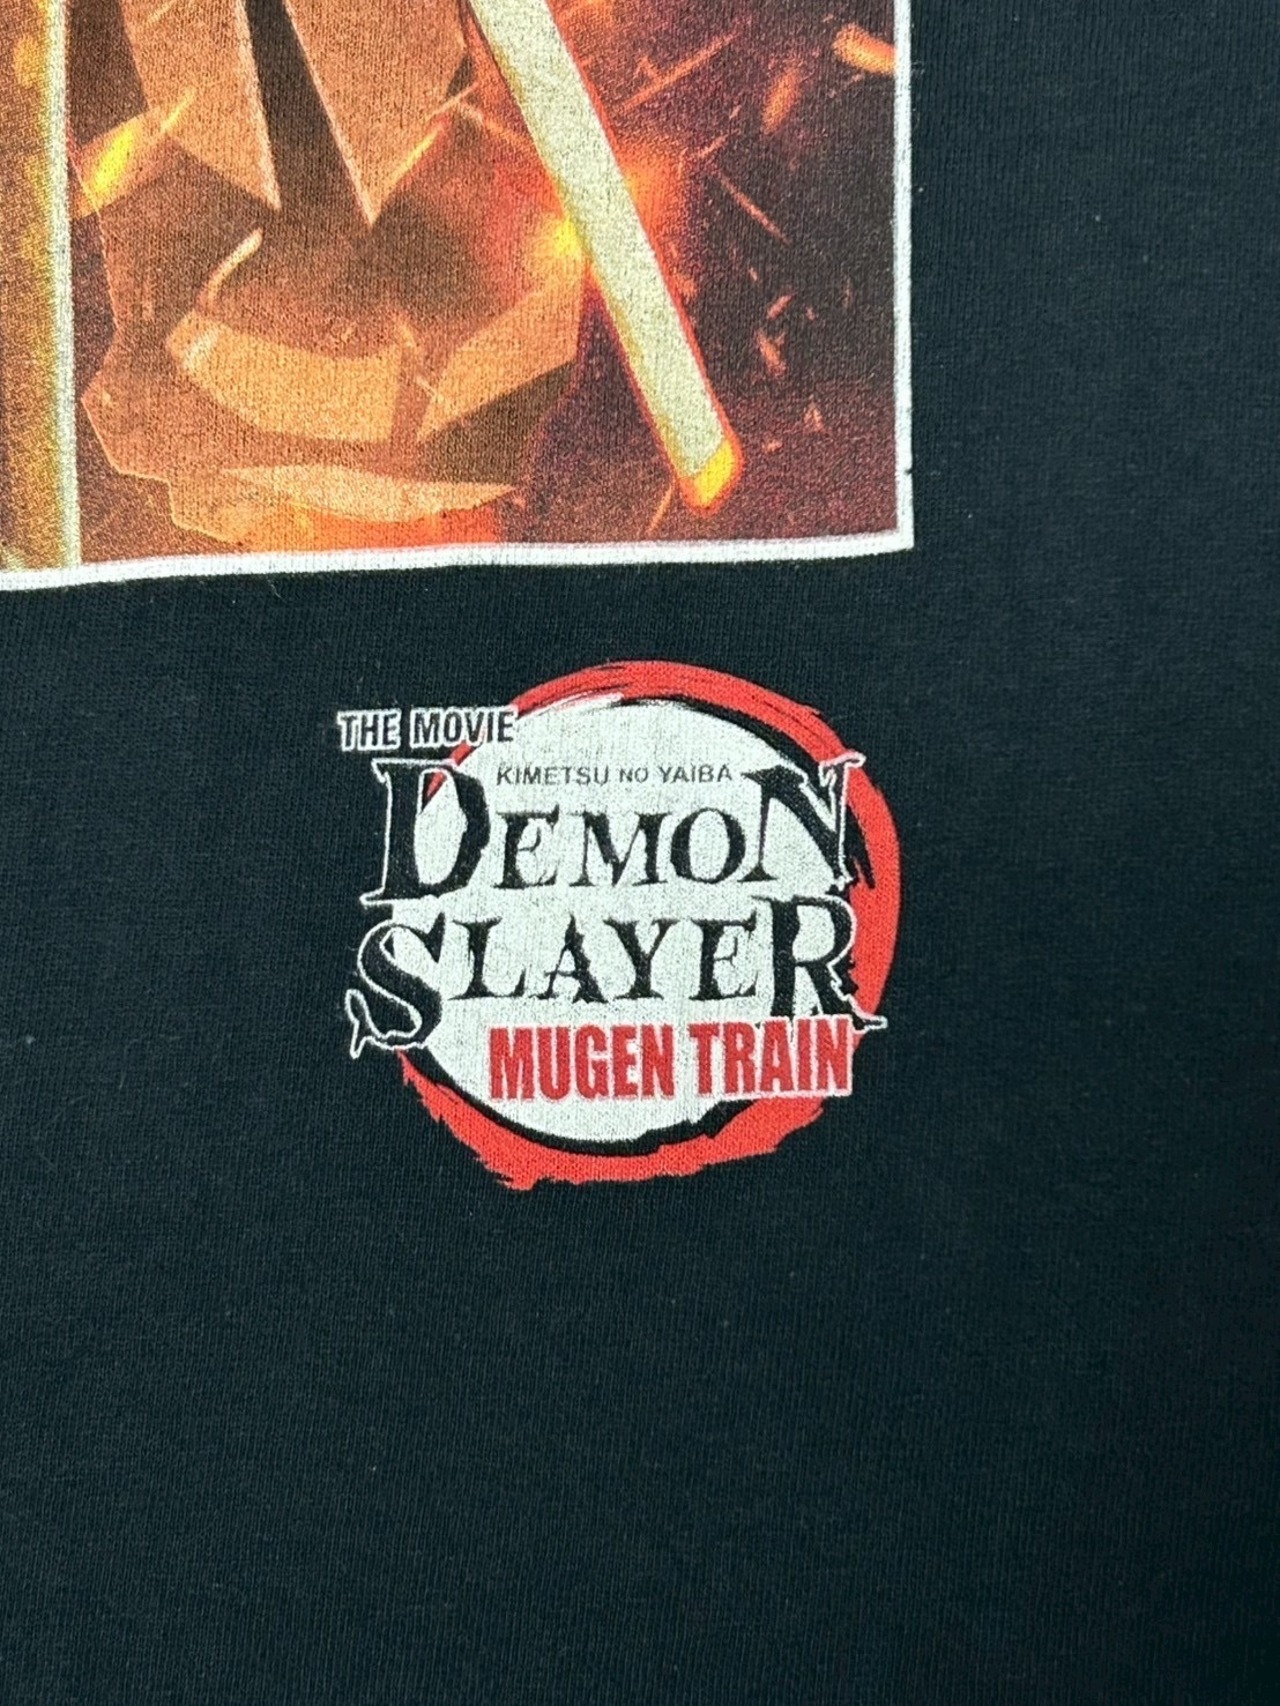 THE MOVIE
KIMETSU NO YAIBA
DEMON
SLAYER
MUGEN TRAIN